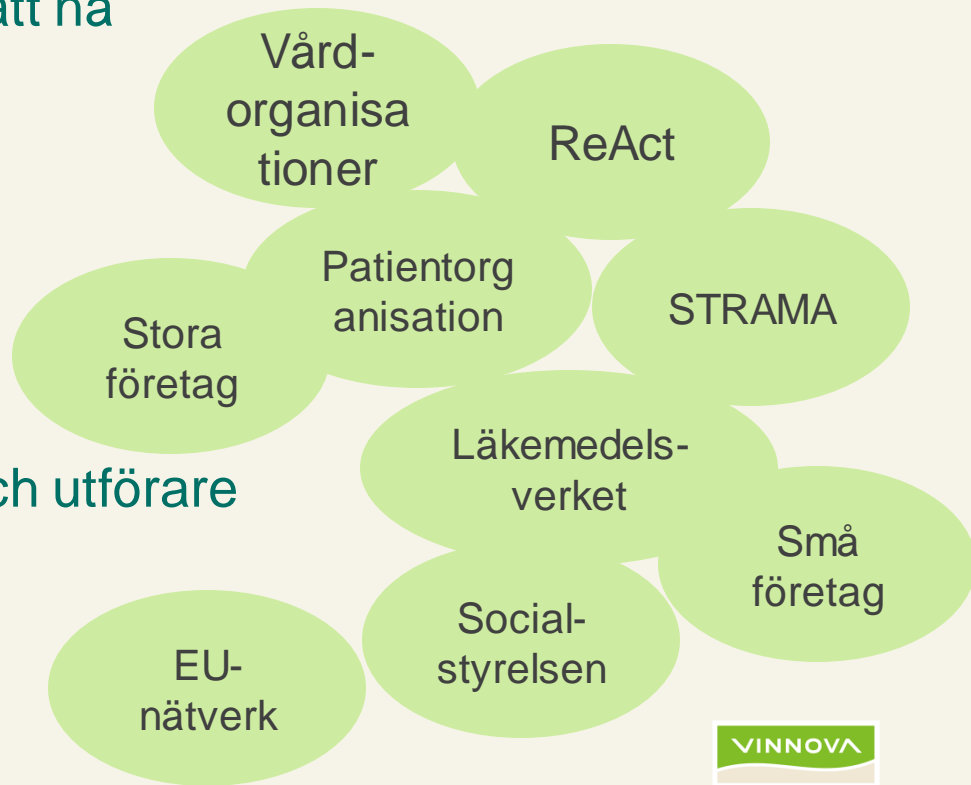 att
Vård-
organisa
tioner
ReAct
Patientorg
anisation
STRAMA
Stora
företag
Läkemedels-
verket
ch utförare
Små
företag
Social-
styrelsen
EU-
nätverk
VINNOVA